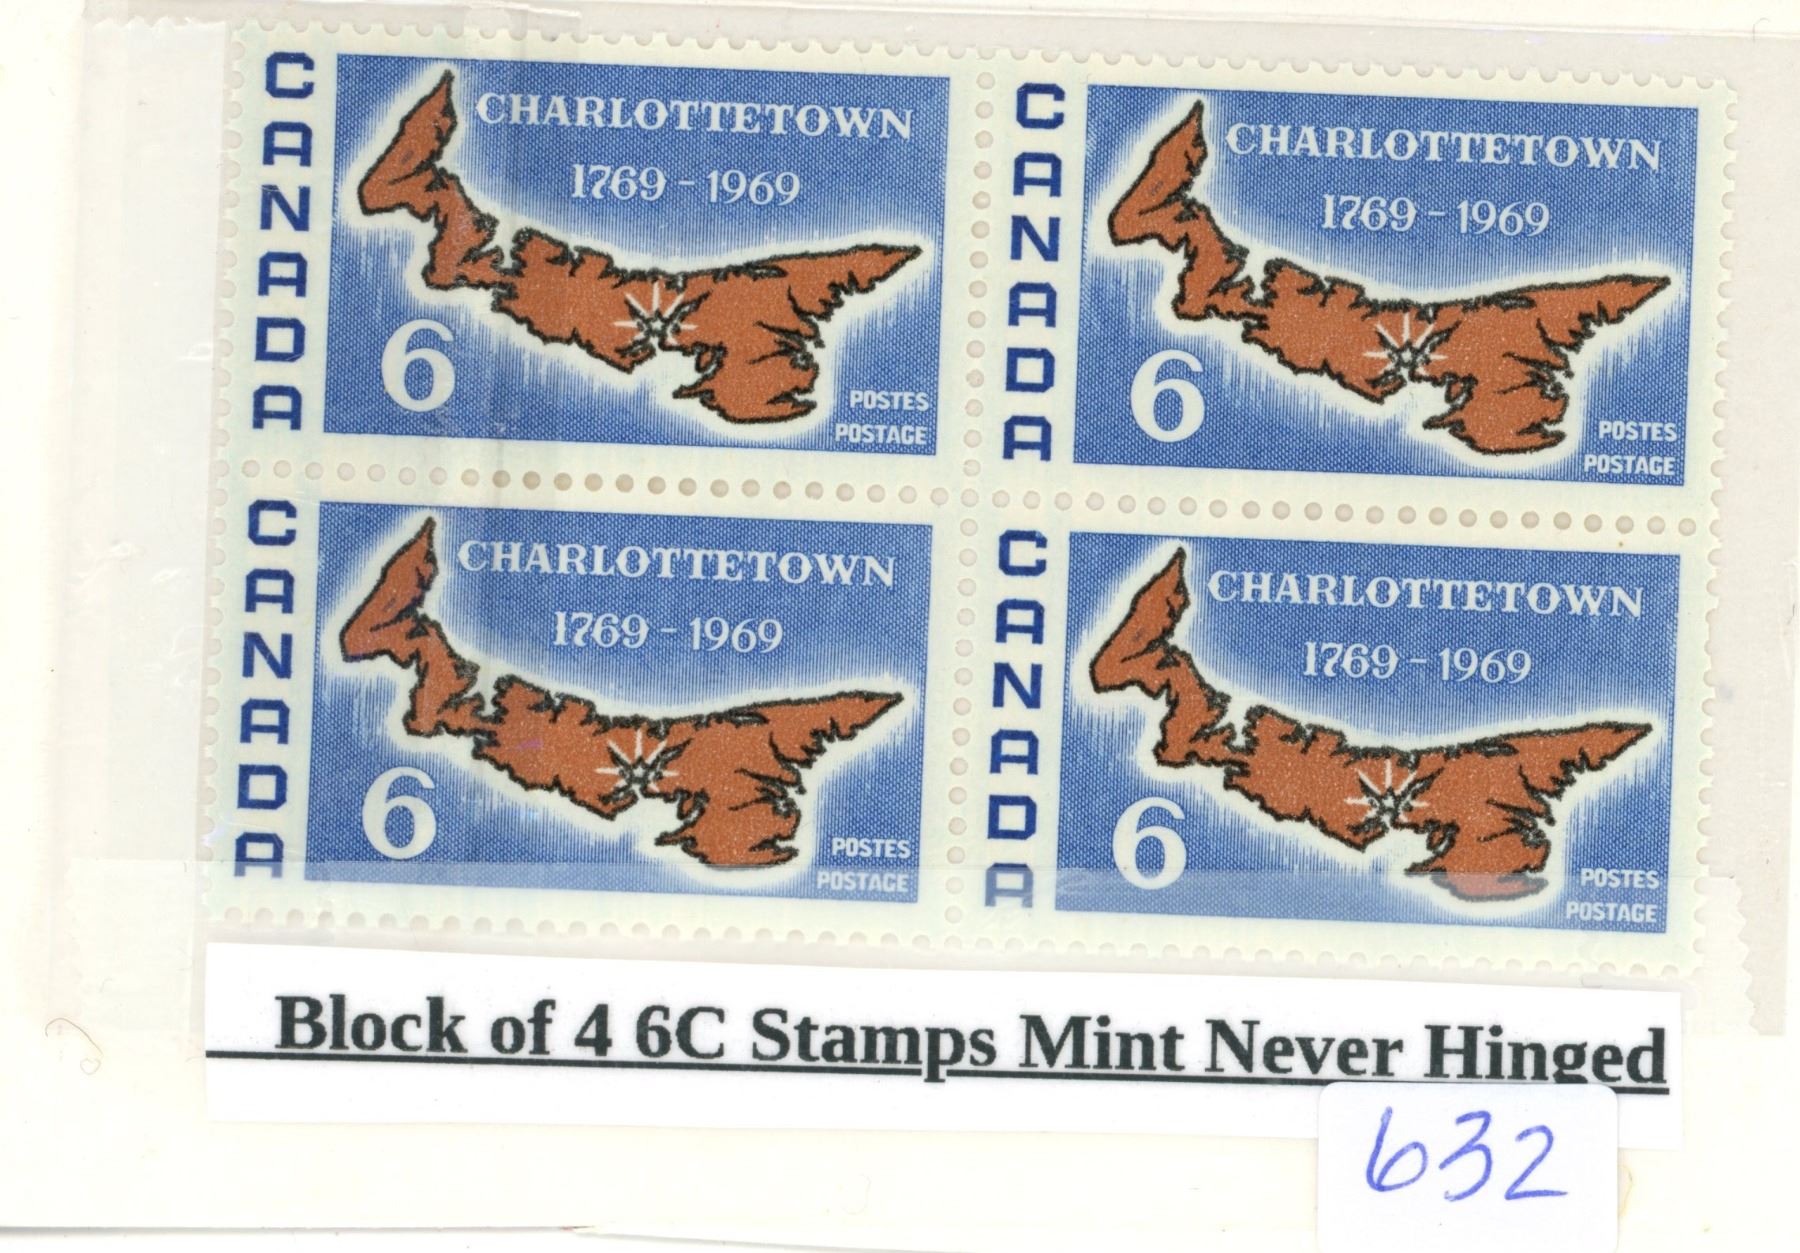 CANADA
CHARLOTTETOWN
1769 - 1969
6
POSTES
POSTAGE
CANADA
CHARLOTTETOWN
1769 - 1969
6
POSTES
POSTAGE
CANADA
CHARLOTTETOWN
1769 - 1969
6
POSTES
POSTAGE
CANADA
CHARLOTTETOWN
1769 - 1969
6
POSTES
POSTAGE
Block of 4 6C Stamps Mint Never Hinged
632